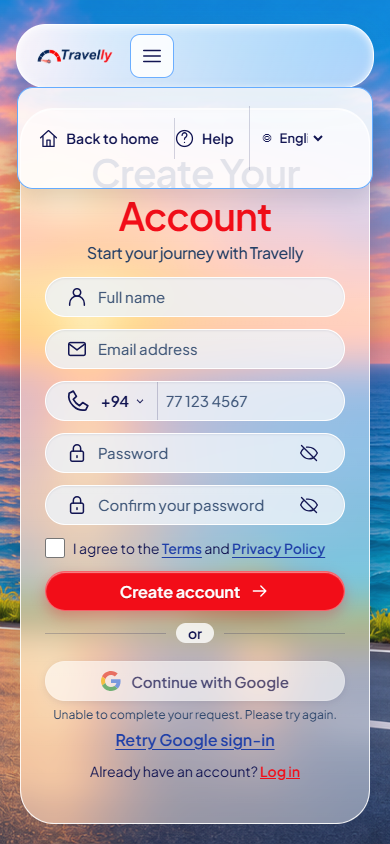 Travelly
Back to home
Help
Engli
Create Your
Account
Start your journey with Travelly
Full name
Email address
+94 77 123 4567
Password
Confirm your password
I agree to the Terms and Privacy Policy
Create account
or
Continue with Google
Unable to complete your request. Please try again.
Retry Google sign-in
Already have an account? Log in